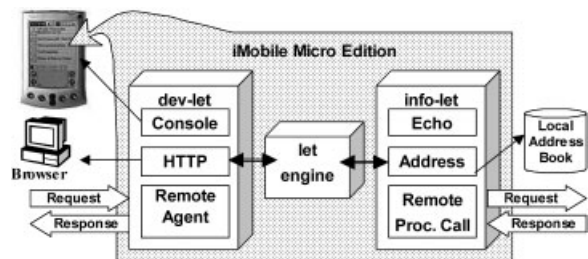 iMobile Micro Edition
dev-let
Console
HTTP
Remote
Agent
let
engine
info-let
Echo
Address
Remote
Proc. Call
Local
Address
Book
Browser
Request
Response
Request
Response